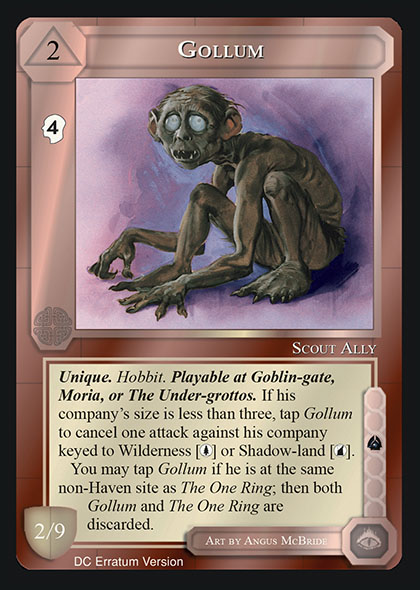 2
GOLLUM
4
SCOUT ALLY
Unique. Hobbit. Playable at Goblin-gate,
Moria, or The Under-grottos. If his
company's size is less than three, tap Gollum
to cancel one attack against his company
keyed to Wilderness [ ] or Shadow-land [ ].
You may tap Gollum if he is at the same
non-Haven site as The One Ring; then both
Gollum and The One Ring are
discarded.
2/9
ART BY ANGUS MCBRIDE
DC Erratum Version